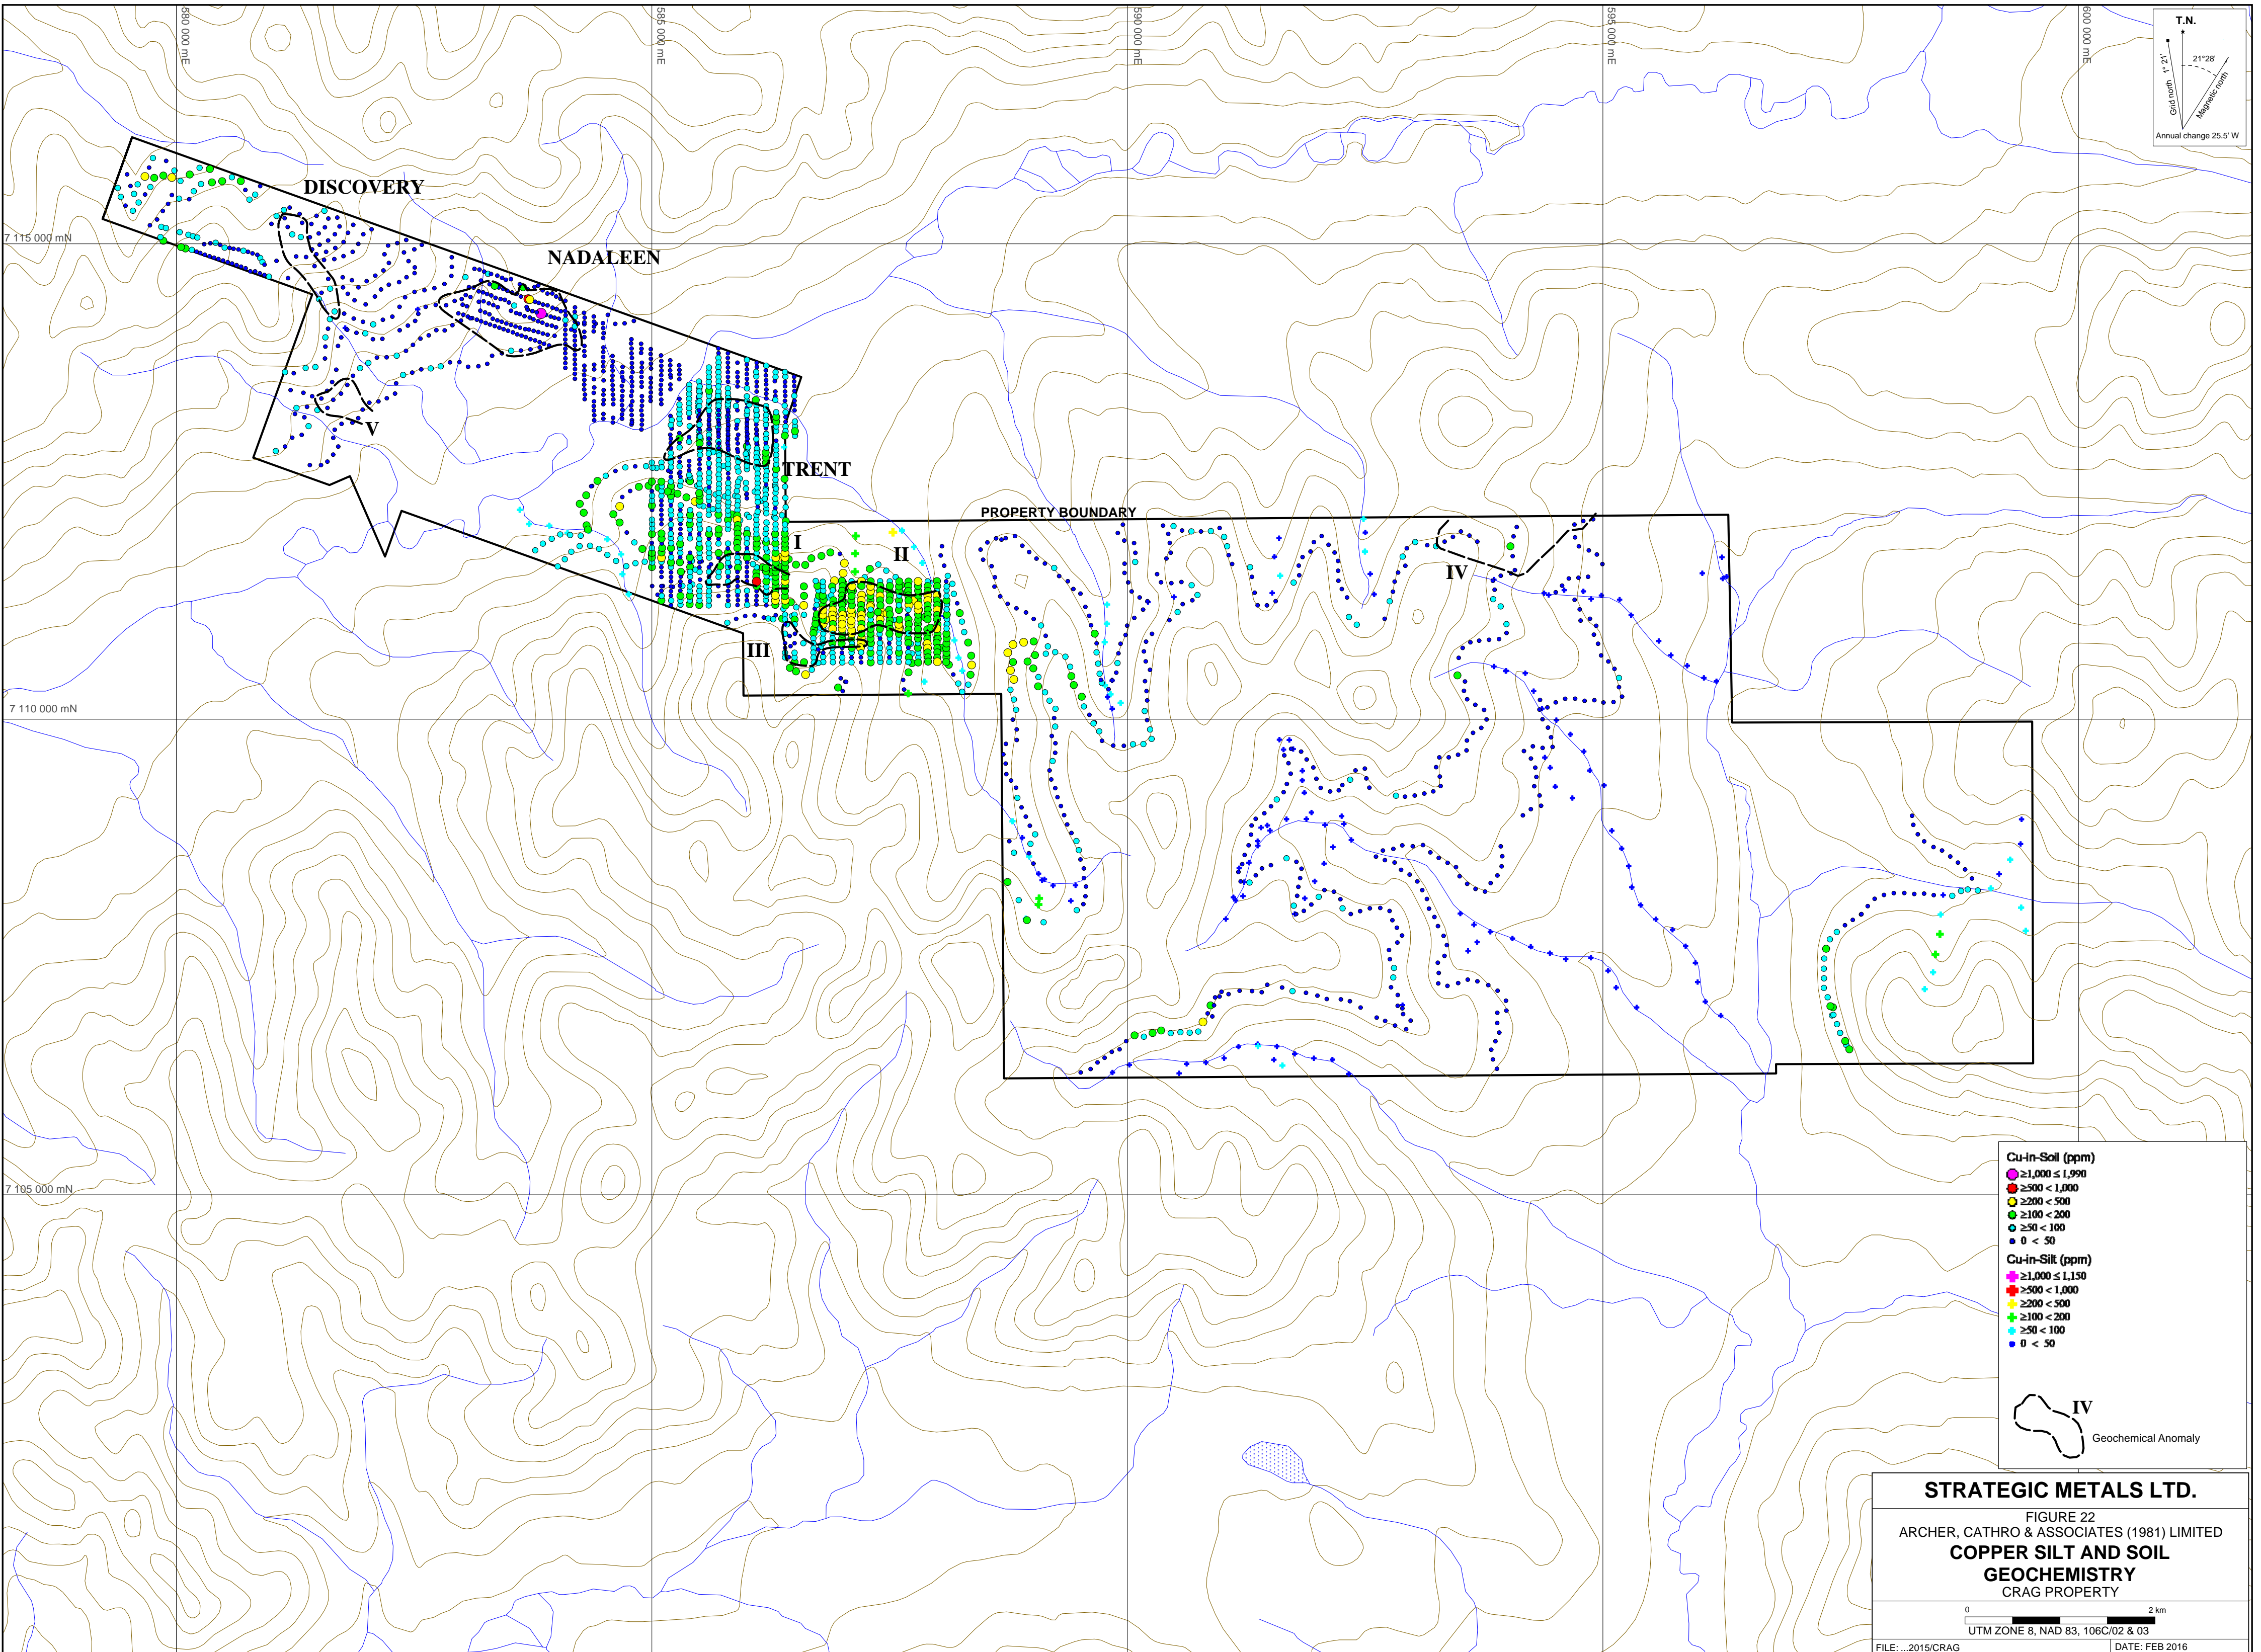 580 000 mE
585 000 mE
590 000 mE
595 000 mE
600 000 mE
T.N.
21°28'
Grid north 1° 21'
Magnetic north
Annual change 25.5' W
DISCOVERY
7 115 000 mN
NADALEEN
V
TRENT
PROPERTY BOUNDARY
I
II
IV
III
7 110 000 mN
7 105 000 mN
Cu-in-Soil (ppm)
≥1,000 ≤ 1,990
≥500 < 1,000
≥200 < 500
≥100 < 200
≥50 < 100
0 < 50
Cu-in-Silt (ppm)
≥1,000 ≤ 1,150
≥500 < 1,000
≥200 < 500
≥100 < 200
≥50 < 100
0 < 50
IV
Geochemical Anomaly
STRATEGIC METALS LTD.
FIGURE 22
ARCHER, CATHRO & ASSOCIATES (1981) LIMITED
COPPER SILT AND SOIL
GEOCHEMISTRY
CRAG PROPERTY
0 2 km
UTM ZONE 8, NAD 83, 106C/02 & 03
FILE: ...2015/CRAG DATE: FEB 2016